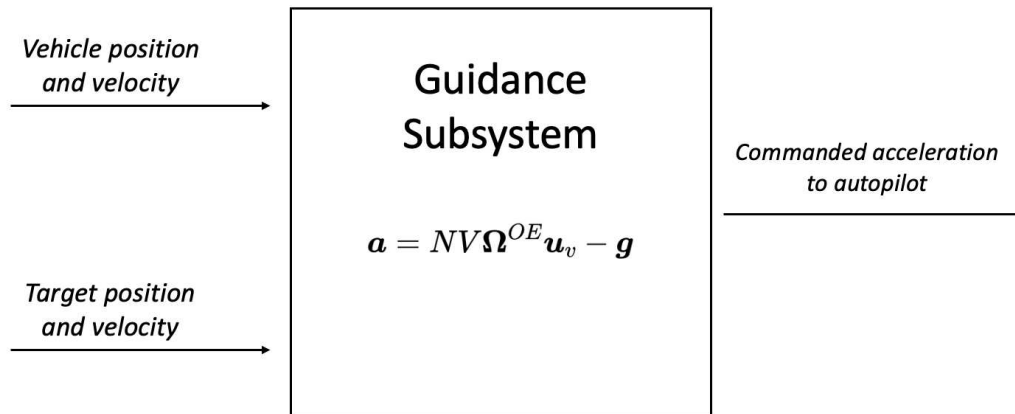 Vehicle position
and velocity
Guidance
Subsystem
Commanded acceleration
to autopilot
𝒂 = NV𝛀^{OE}𝒖_v − 𝒈
Target position
and velocity